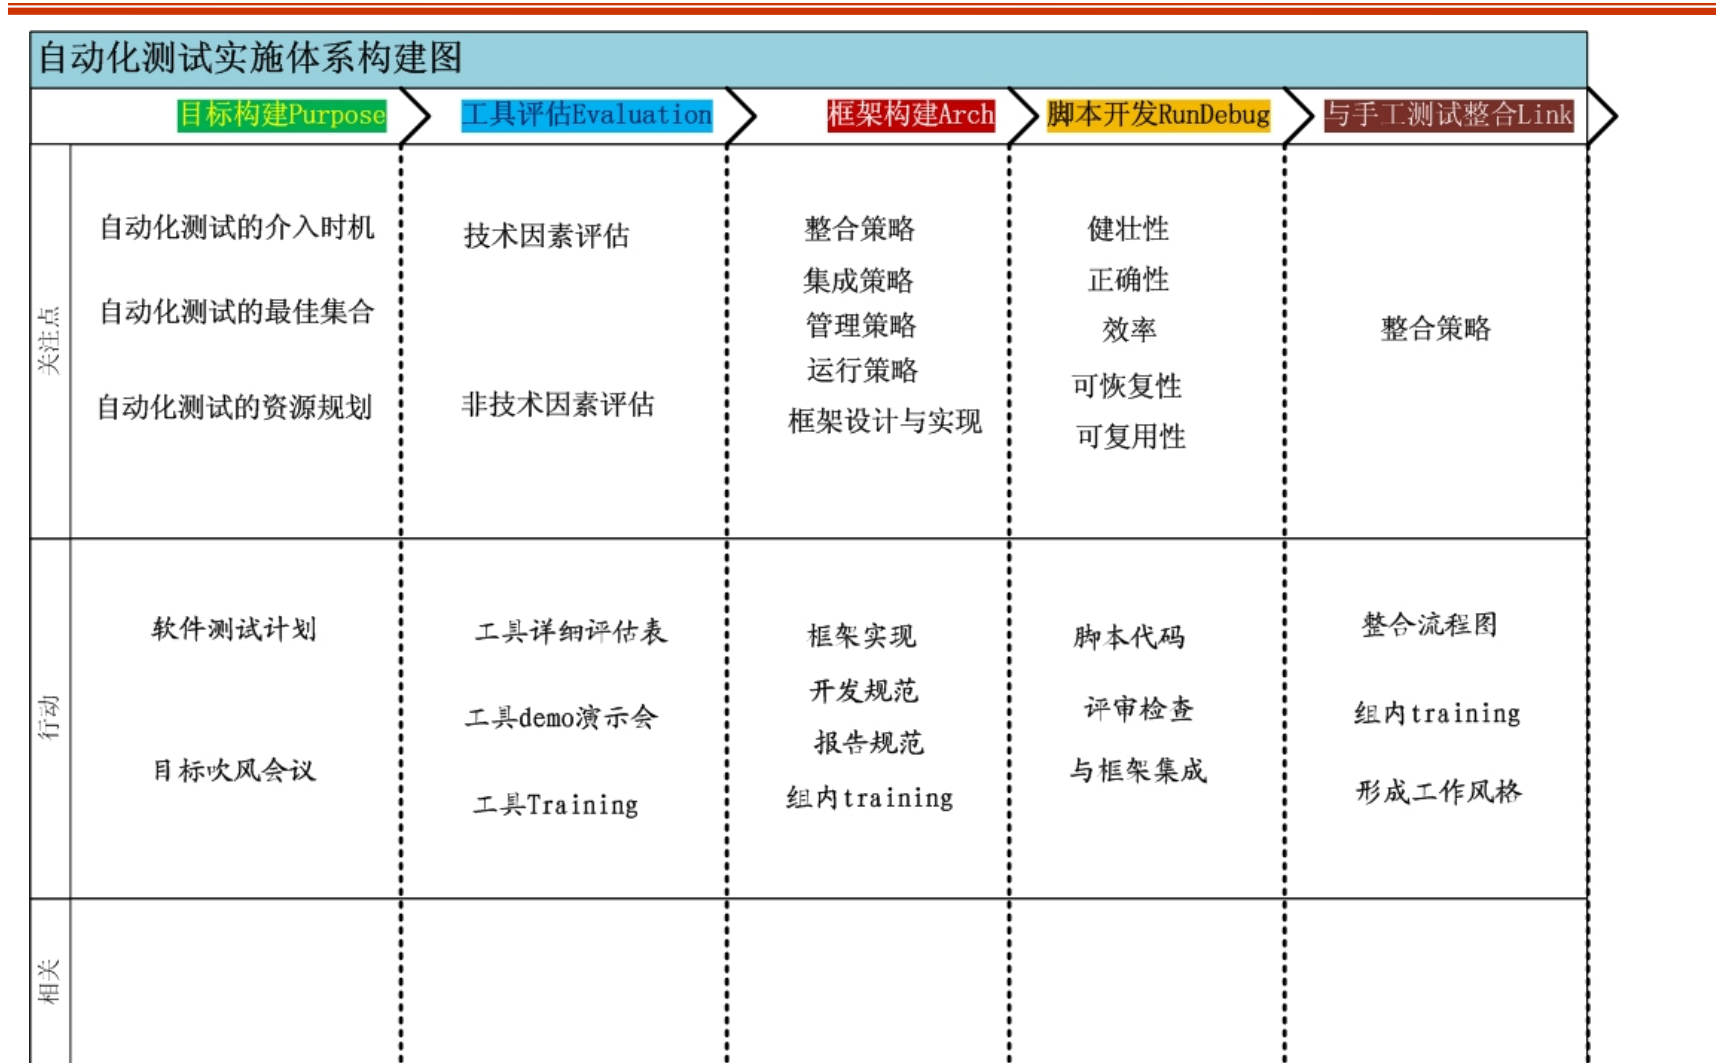 自动化测试实施体系构建图
目标构建Purpose
工具评估Evaluation
框架构建Arch
脚本开发RunDebug
与手工测试整合Link
关注点
自动化测试的介入时机
自动化测试的最佳集合
自动化测试的资源规划
技术因素评估
非技术因素评估
整合策略
集成策略
管理策略
运行策略
框架设计与实现
健壮性
正确性
效率
可恢复性
可复用性
整合策略
行动
软件测试计划
目标吹风会议
工具详细评估表
工具demo演示会
工具Training
框架实现
开发规范
报告规范
组内training
脚本代码
评审检查
与框架集成
整合流程图
组内training
形成工作风格
相关